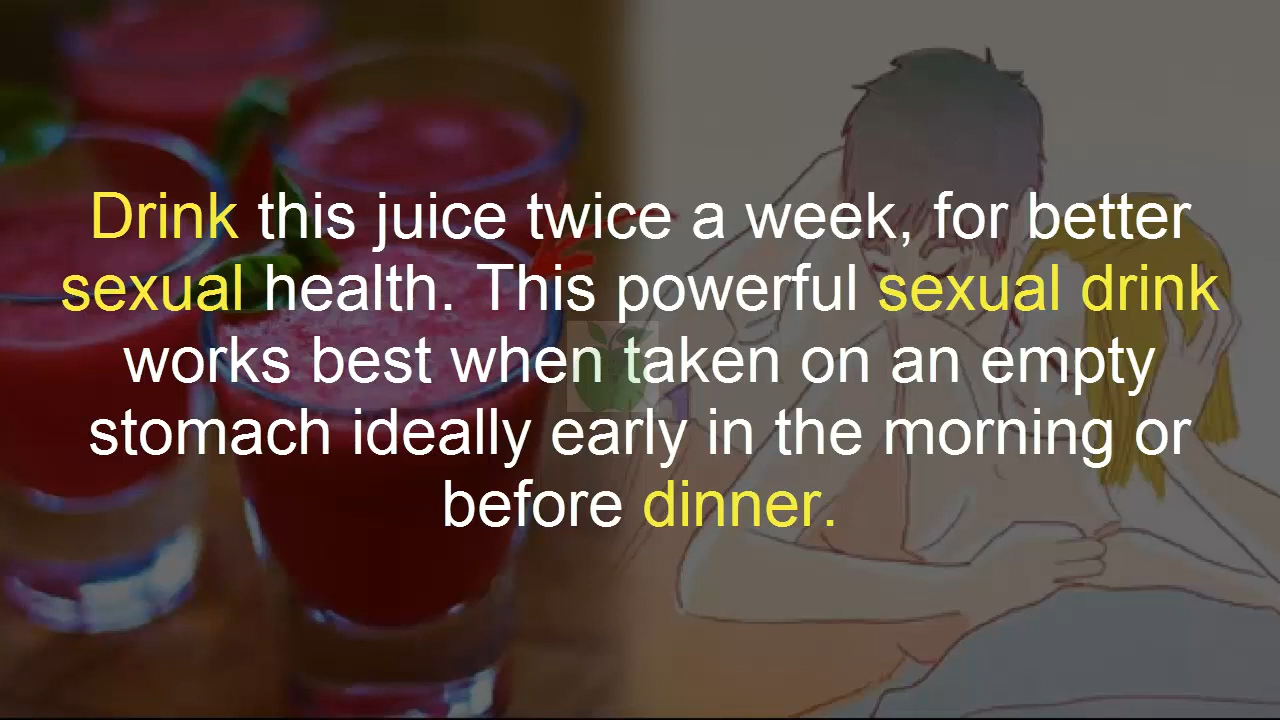 Drink this juice twice a week, for better
sexual health. This powerful sexual drink
works best when taken on an empty
stomach ideally early in the morning or
before dinner.